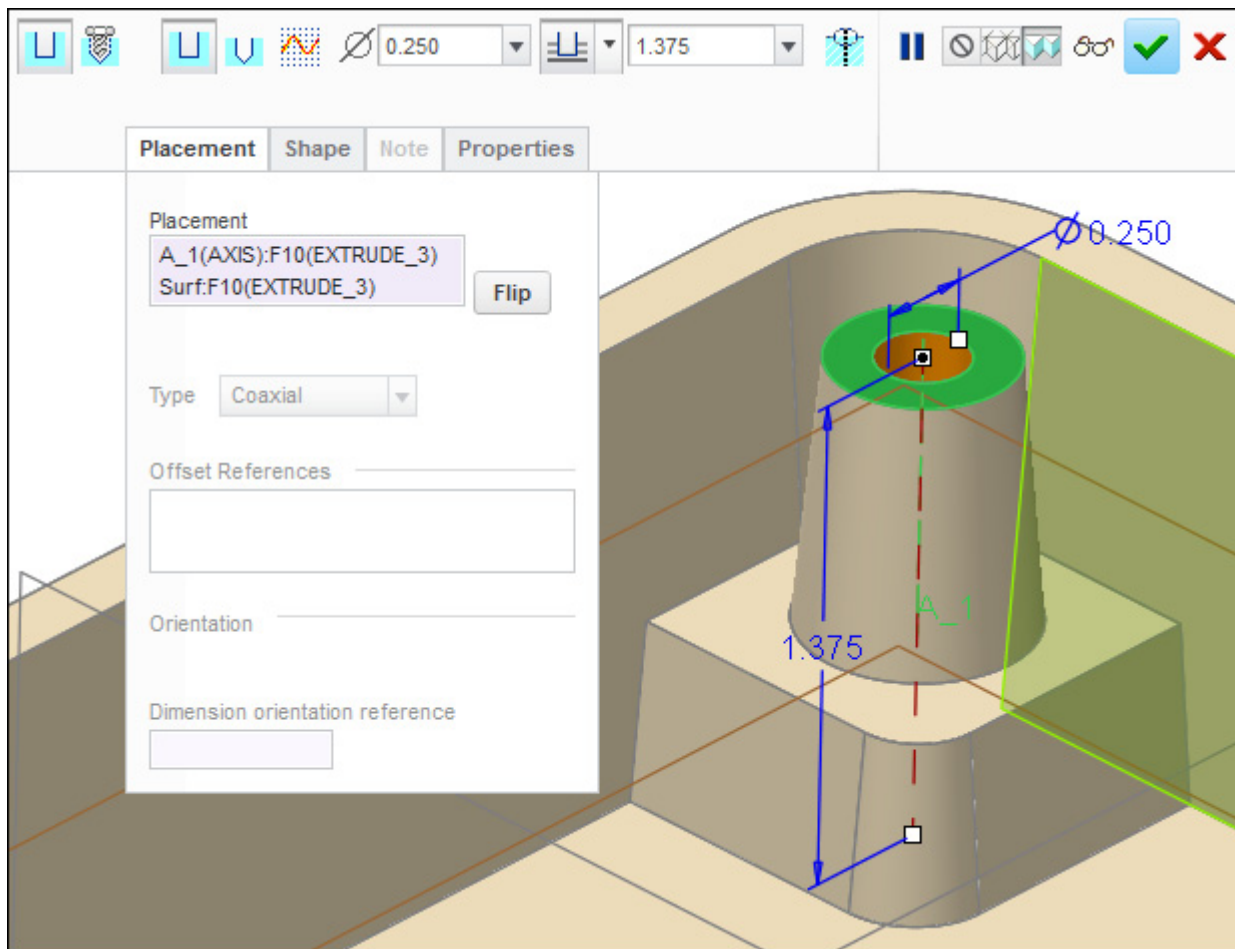 0.250
1.375
Placement Shape Note Properties
Placement
A_1(AXIS):F10(EXTRUDE_3)
Surf:F10(EXTRUDE_3)
Flip
Type Coaxial
Offset References
Orientation
Dimension orientation reference
Ø 0.250
A_1
1.375